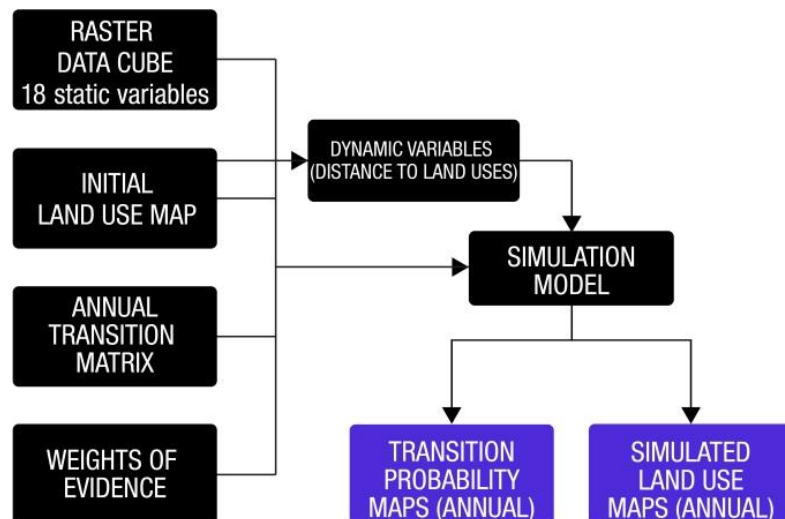 RASTER
DATA CUBE
18 static variables
DYNAMIC VARIABLES
(DISTANCE TO LAND USES)
INITIAL
LAND USE MAP
SIMULATION
MODEL
ANNUAL
TRANSITION
MATRIX
WEIGHTS OF
EVIDENCE
TRANSITION
PROBABILITY
MAPS (ANNUAL)
SIMULATED
LAND USE
MAPS (ANNUAL)